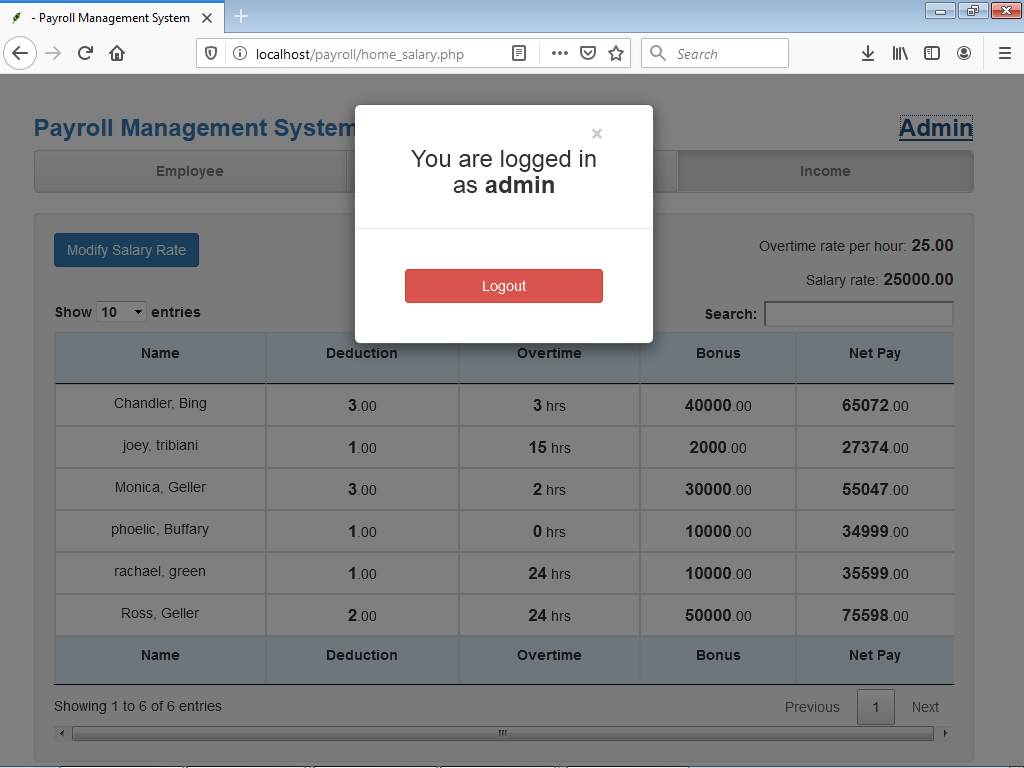 - Payroll Management System
localhost/payroll/home_salary.php
Search
Payroll Management System
Admin
×
You are logged in
as admin
Logout
Employee
Income
Modify Salary Rate
Overtime rate per hour: 25.00
Salary rate: 25000.00
Show 10 entries
Search:
Name Deduction Overtime Bonus Net Pay
Chandler, Bing 3.00 3 hrs 40000.00 65072.00
joey, tribiani 1.00 15 hrs 2000.00 27374.00
Monica, Geller 3.00 2 hrs 30000.00 55047.00
phoelic, Buffary 1.00 0 hrs 10000.00 34999.00
rachael, green 1.00 24 hrs 10000.00 35599.00
Ross, Geller 2.00 24 hrs 50000.00 75598.00
Name Deduction Overtime Bonus Net Pay
Showing 1 to 6 of 6 entries
Previous 1 Next